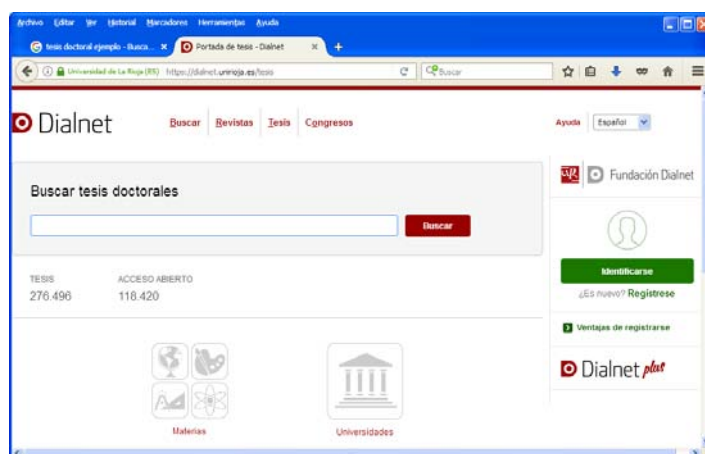 Archivo Editar Ver Historial Marcadores Herramientas Ayuda
tesis doctoral ejemplo - Busca... Portada de tesis - Dialnet
Universidad de La Rioja (ES) https://dialnet.unirioja.es/tesis Buscar
Dialnet Buscar Revistas Tesis Congresos Ayuda Español
Fundación Dialnet
Buscar tesis doctorales
Buscar
Identificarse
TESIS ACCESO ABIERTO
276.496 118.420
¿Es nuevo? Regístrese
Ventajas de registrarse
Dialnet plus
Materias Universidades